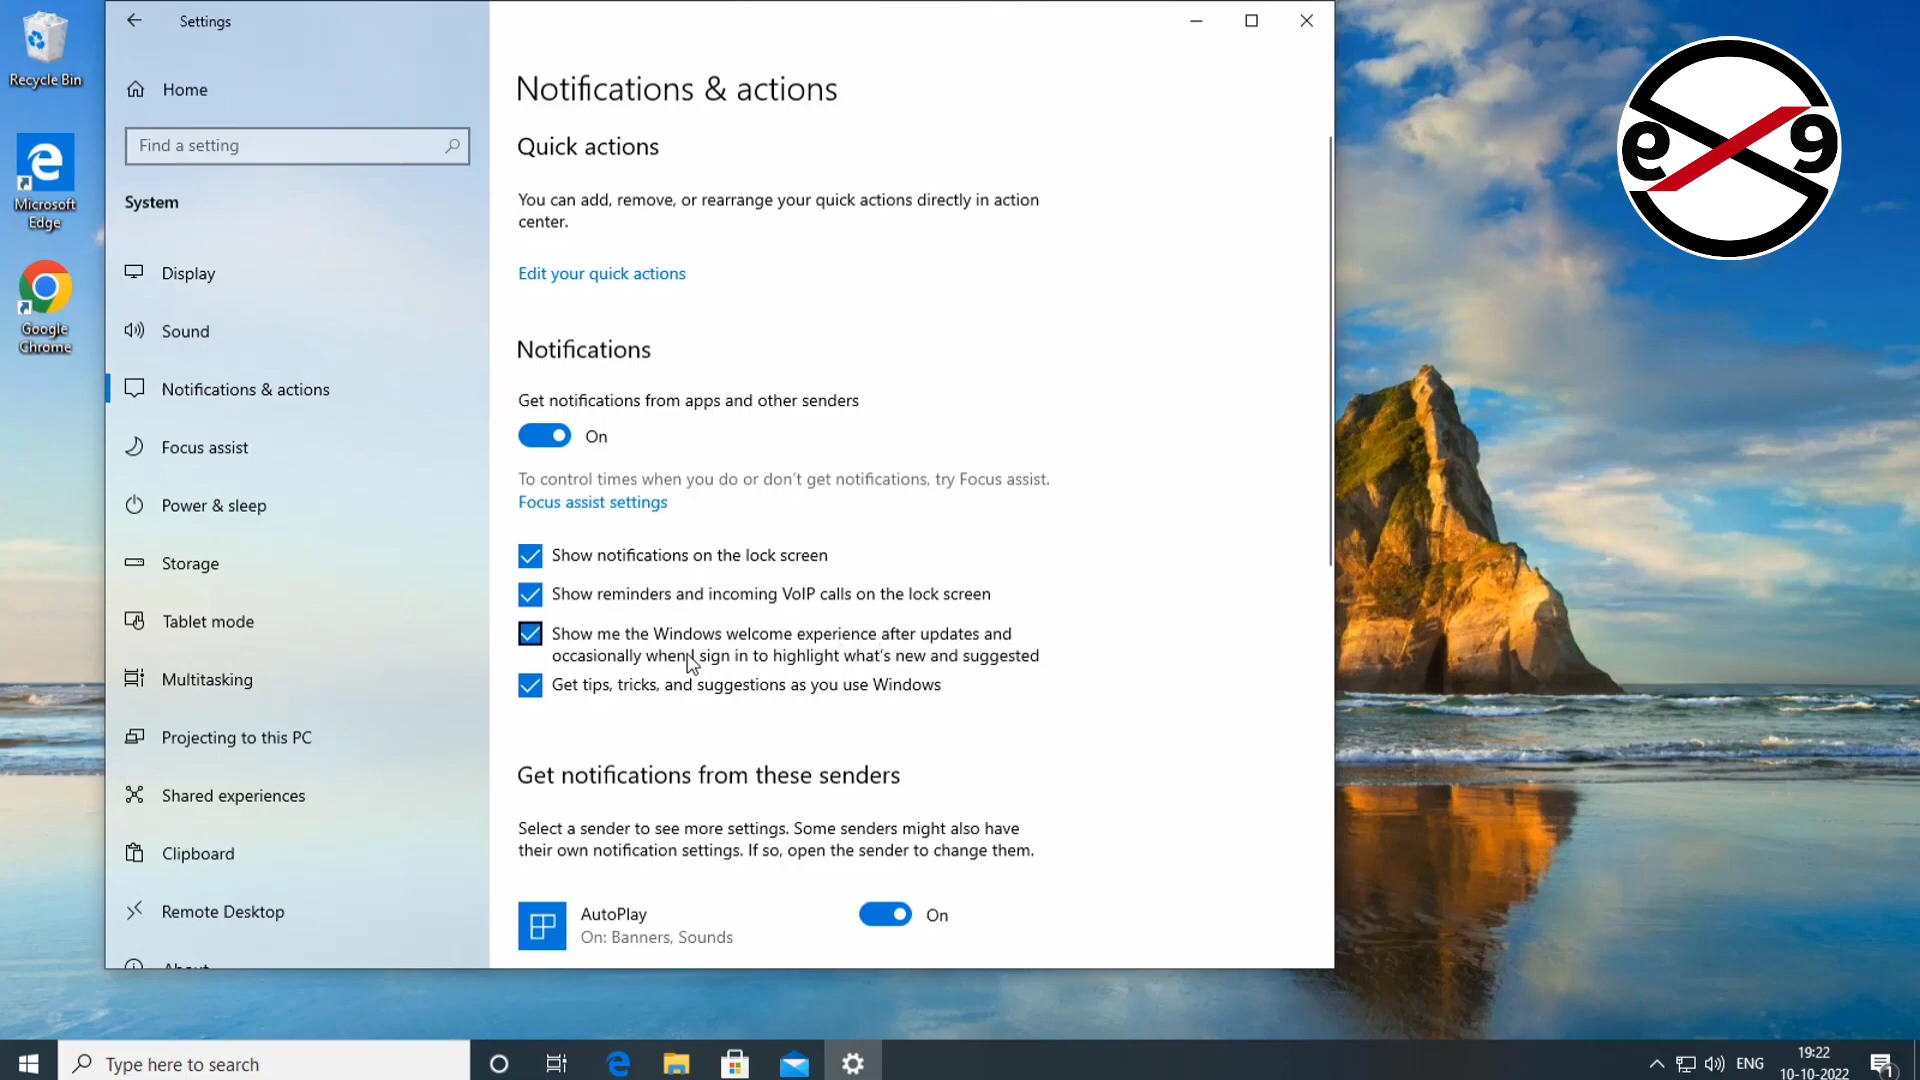 Recycle Bin
Microsoft
Edge
Google
Chrome
Settings
Home
Find a setting
System
Display
Sound
Notifications & actions
Focus assist
Power & sleep
Storage
Tablet mode
Multitasking
Projecting to this PC
Shared experiences
Clipboard
Remote Desktop
About
Notifications & actions
Quick actions
You can add, remove, or rearrange your quick actions directly in action
center.
Edit your quick actions
Notifications
Get notifications from apps and other senders
On
To control times when you do or don't get notifications, try Focus assist.
Focus assist settings
Show notifications on the lock screen
Show reminders and incoming VoIP calls on the lock screen
Show me the Windows welcome experience after updates and
occasionally when I sign in to highlight what's new and suggested
Get tips, tricks, and suggestions as you use Windows
Get notifications from these senders
Select a sender to see more settings. Some senders might also have
their own notification settings. If so, open the sender to change them.
AutoPlay
On
On: Banners, Sounds
e 9
Type here to search
ENG
19:22
10-10-2022
1